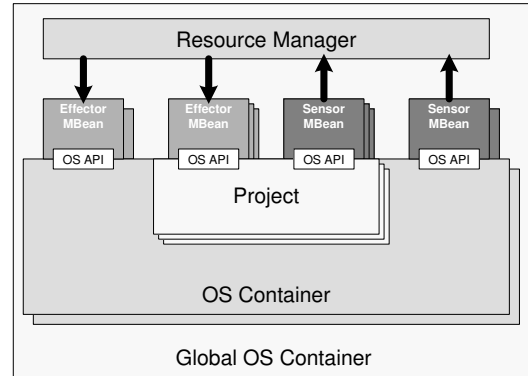 Resource Manager
Effector
MBean
Effector
MBean
Sensor
MBean
Sensor
MBean
OS API
OS API
OS API
OS API
Project
OS Container
Global OS Container